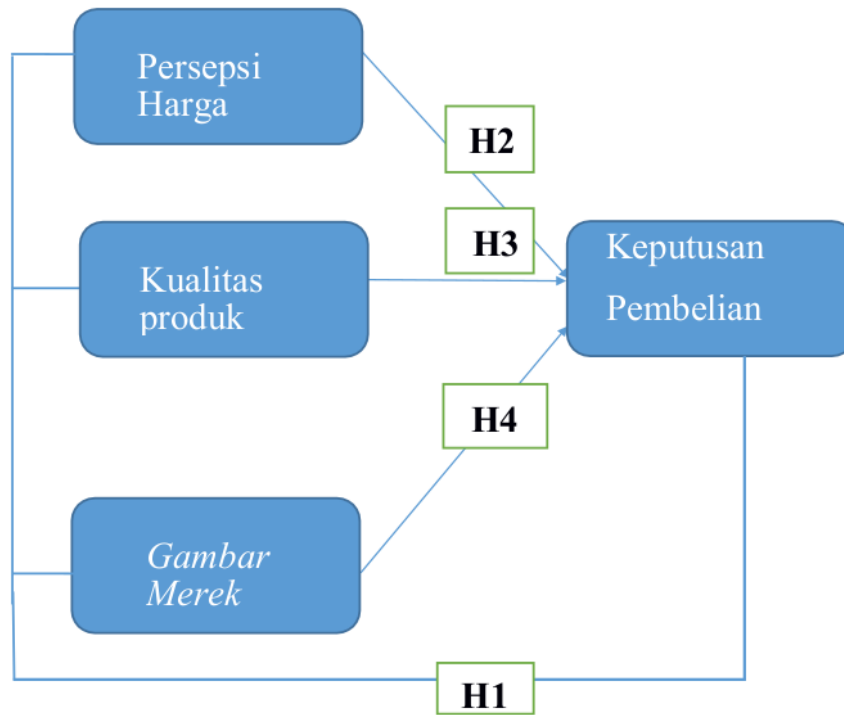 Persepsi
Harga
H2
H3
Kualitas
produk
Keputusan
Pembelian
H4
Gambar
Merek
H1